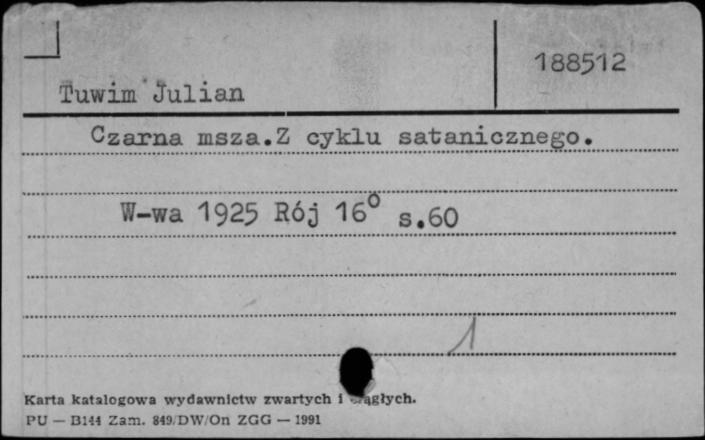 188512
Tuwim Julian
Czarna msza.Z cyklu satanicznego.
W-wa 1925 Rój 16° s.60
1
Karta katalogowa wydawnictw zwartych i ciągłych.
PU — B144 Zam. 849/DW/On ZGG — 1991